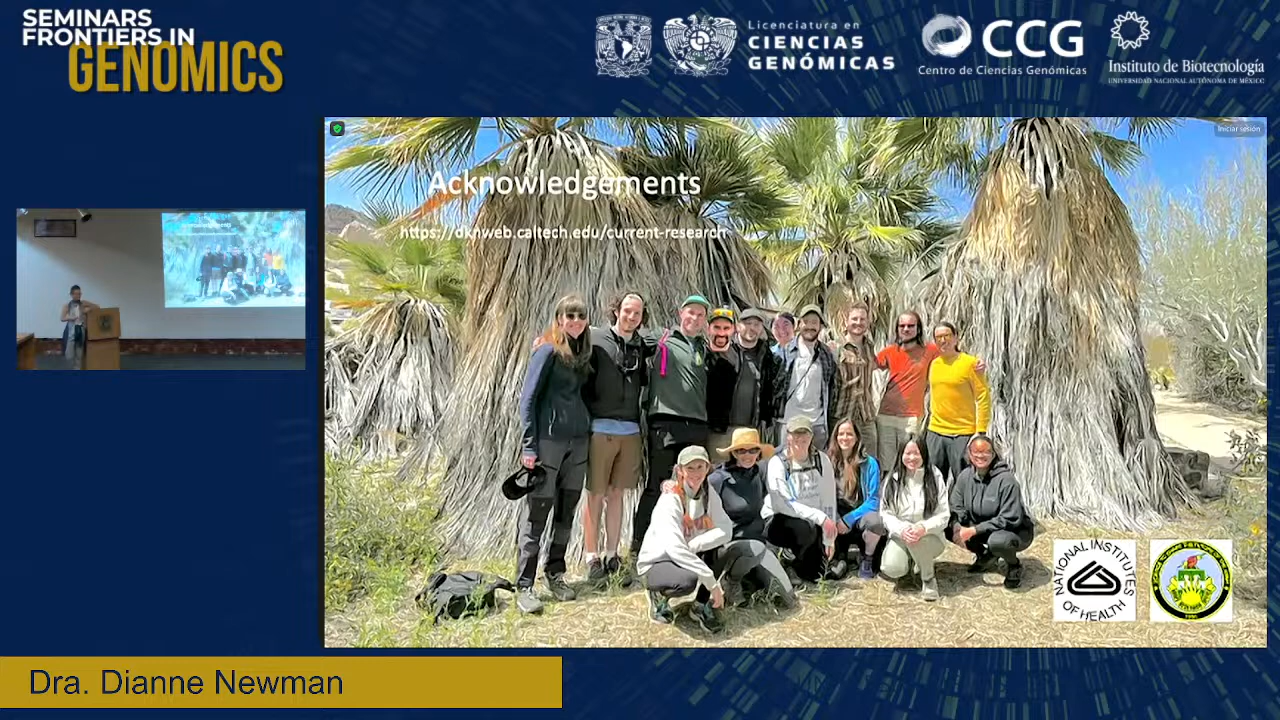 SEMINARS
FRONTIERS IN
GENOMICS
Licenciatura en
CIENCIAS
GENÓMICAS
CCG
Centro de Ciencias Genómicas
Instituto de Biotecnología
UNIVERSIDAD NACIONAL AUTÓNOMA DE MÉXICO
Iniciar sesión
Acknowledgements
https://dknweb.caltech.edu/current-research
NATIONAL INSTITUTES
OF HEALTH
Dra. Dianne Newman